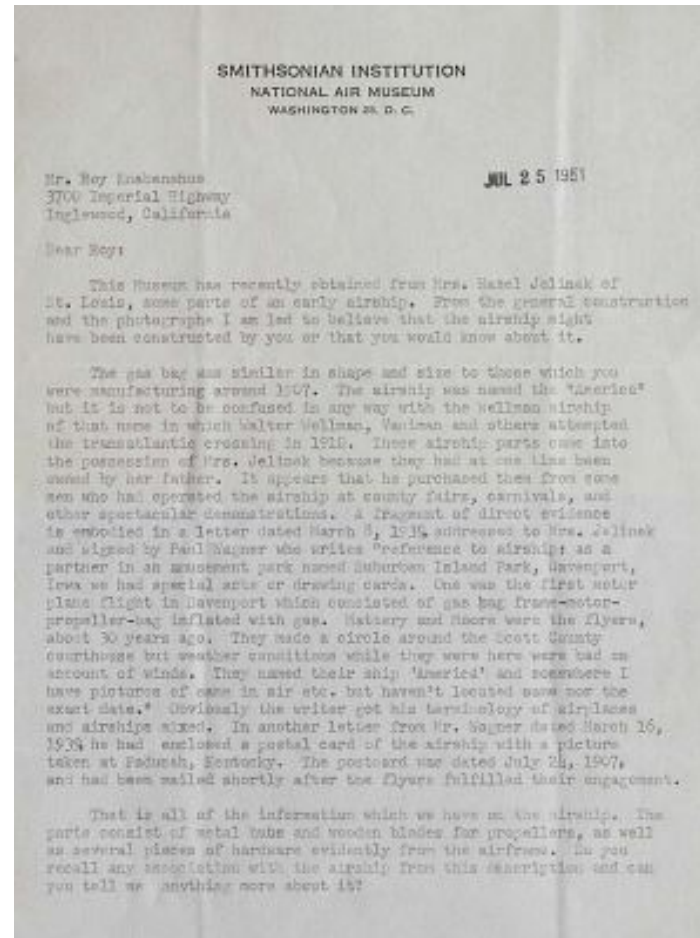 SMITHSONIAN INSTITUTION
NATIONAL AIR MUSEUM
WASHINGTON 25, D. C.
Mr. Roy Knabenshue
3700 Imperial Highway
Inglewood, California
JUL 25 1951
Dear Roy:
This Museum has recently obtained from Mrs. Hazel Jelinek of
St. Louis, some parts of an early airship. From the general construction
and the photographs I am led to believe that the airship might
have been constructed by you or that you would know about it.
The gas bag was similar in shape and size to those which you
were manufacturing around 1907. The airship was named the "America"
but it is not to be confused in any way with the Wellman airship
of that name in which Walter Wellman, Vaniman and others attempted
the transatlantic crossing in 1910. These airship parts came into
the possession of Mrs. Jelinek because they had at one time been
owned by her father. It appears that he purchased them from some
men who had operated the airship at county fairs, carnivals, and
other spectacular demonstrations. A fragment of direct evidence
is embodied in a letter dated March 8, addressed to Mrs. Jelinek
and signed by Paul Wagner who writes "reference to airship: as a
partner in an amusement park named Suburban Island Park, Davenport,
Iowa we had special acts or drawing cards. One was the first motor
plane flight in Davenport which consisted of gas bag frame-motor-
propeller-bag inflated with gas. Mattery and Moore were the flyers,
about 30 years ago. They made a circle around the Scott County
courthouse but weather conditions while they were here were bad on
account of winds. They named their ship 'America' and somewhere I
have pictures of same in air etc. but haven't located same nor the
exact date." Obviously the writer got his terminology of airplanes
and airships mixed. In another letter from Mr. Wagner dated March 16,
he had enclosed a postal card of the airship with a picture
taken at Paducah, Kentucky. The postcard was dated July 1907,
and had been mailed shortly after the flyers fulfilled their engagement.
That is all of the information which we have on the airship. The
parts consist of metal hubs and wooden blades for propellers, as well
as several pieces of hardware evidently from the airframe. Do you
recall any association with the airship from this description and can
you tell me anything more about it?